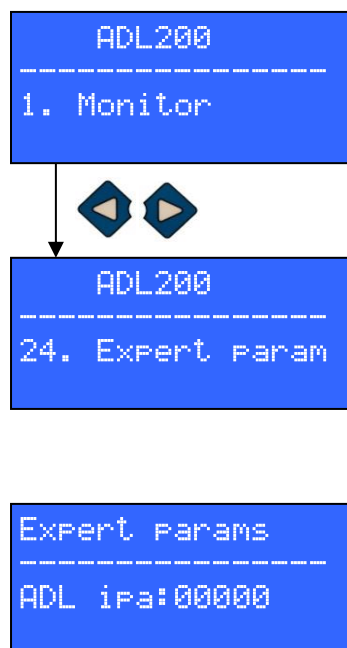 ADL200
----------------
1. Monitor
ADL200
----------------
24. Expert param
Expert params
----------------
ADL ipa:00000